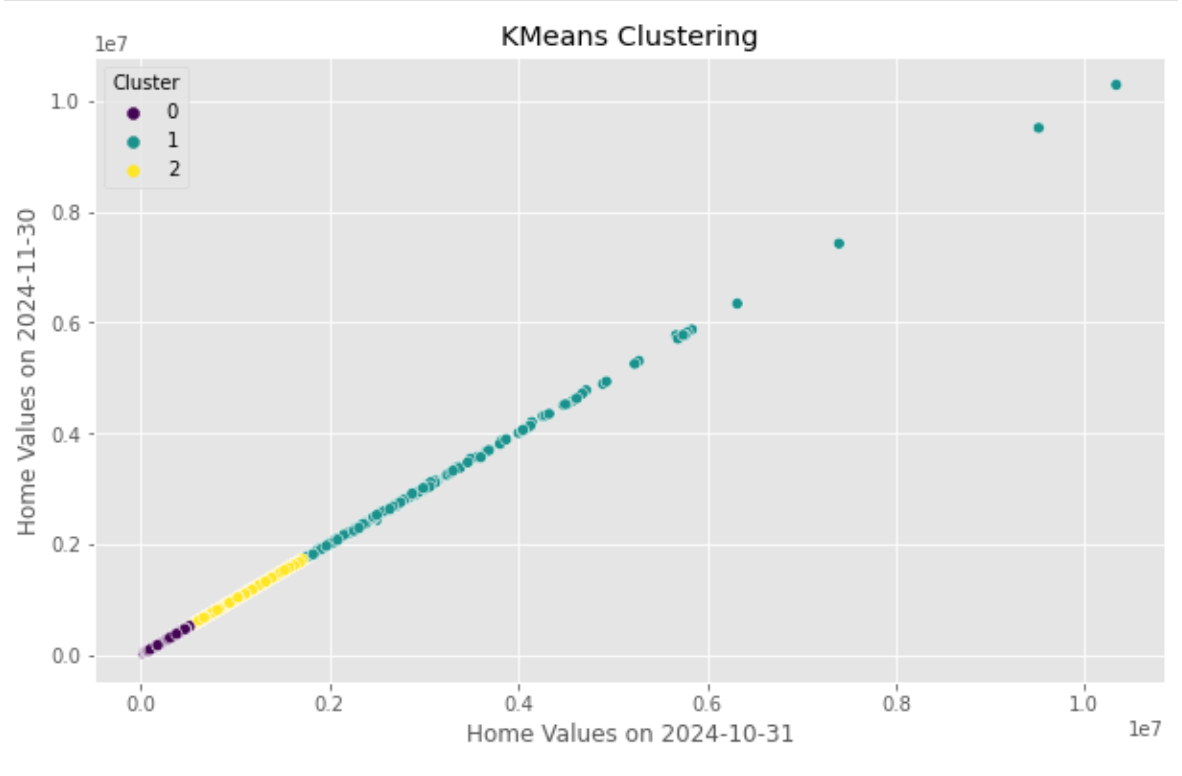 KMeans Clustering
1e7
Cluster
0
1
2
1.0
0.8
0.6
0.4
0.2
0.0
Home Values on 2024-11-30
0.0 0.2 0.4 0.6 0.8 1.0
1e7
Home Values on 2024-10-31